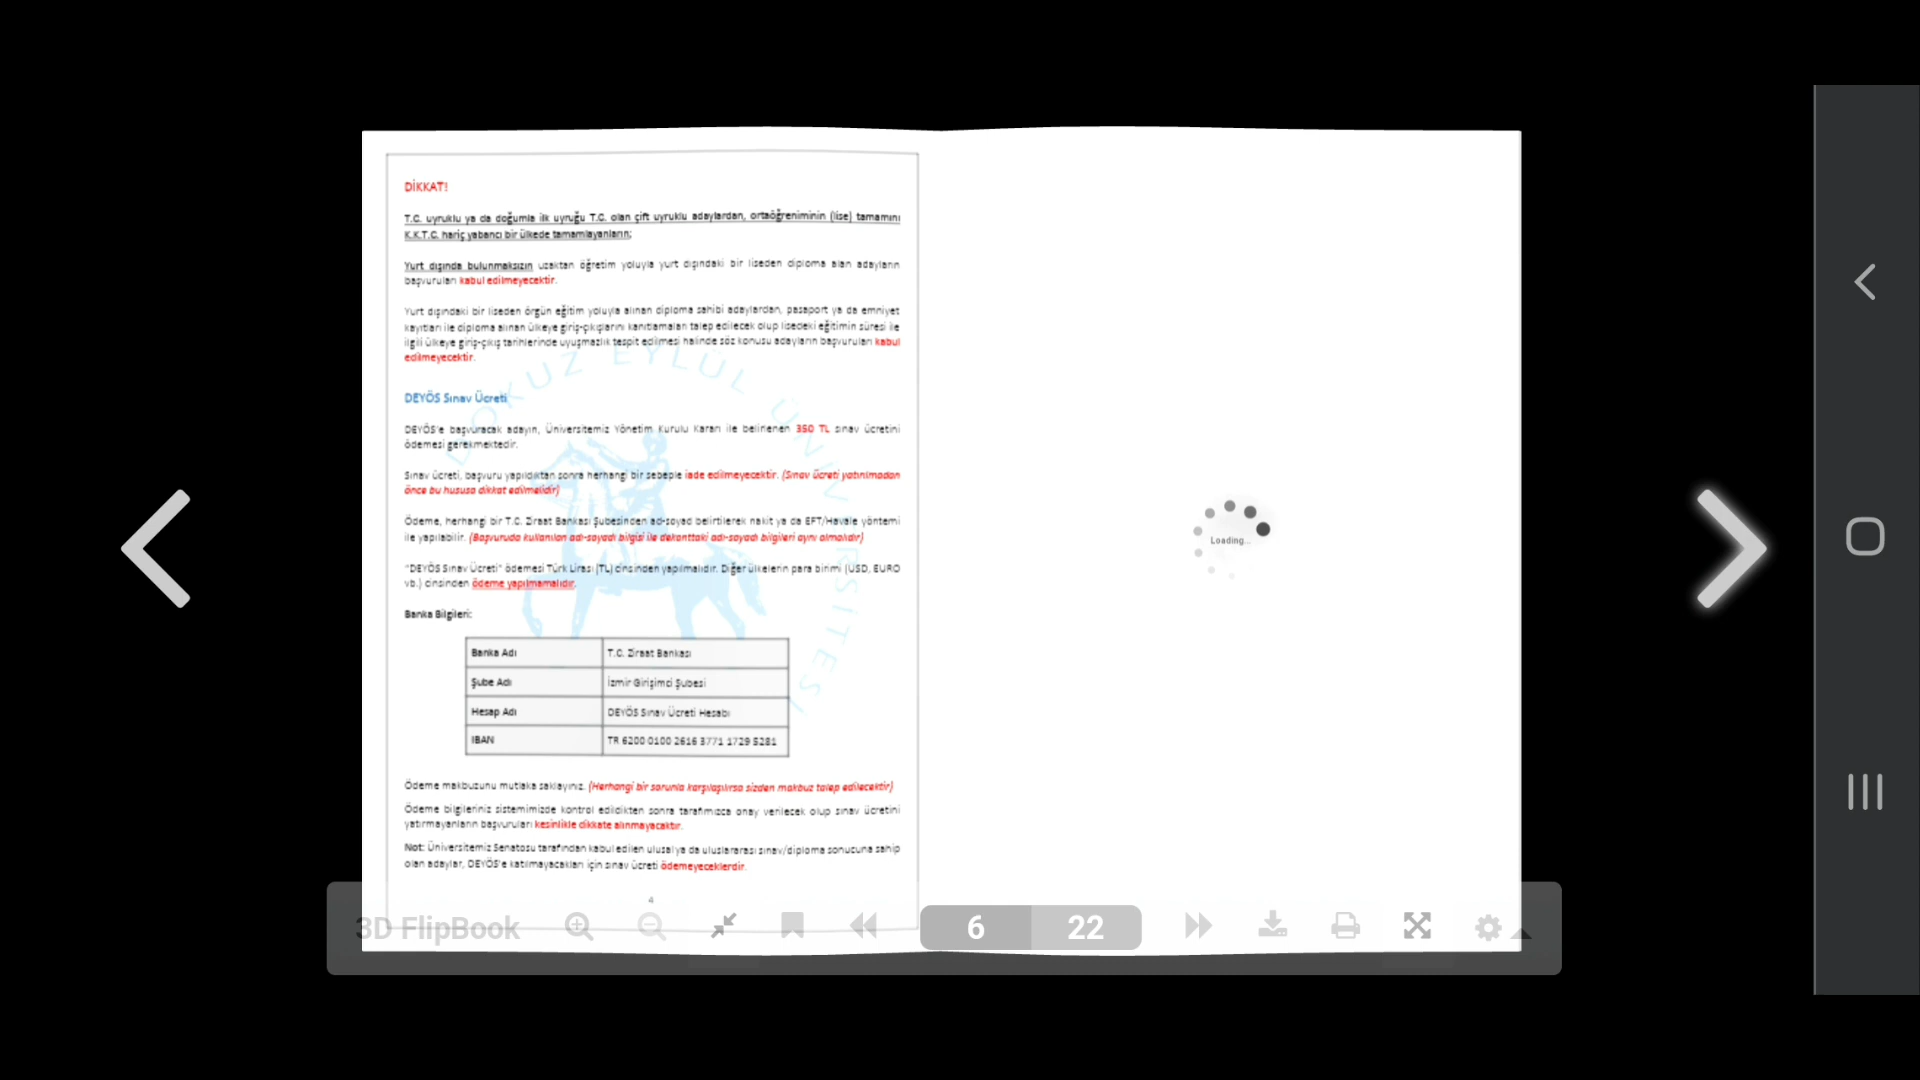 DİKKAT!
T.C. uyruklu ya da doğumla ilk uyruğu T.C. olan çift uyruklu adaylardan, ortaöğreniminin (lise) tamamını
K.K.T.C. hariç yabancı bir ülkede tamamlayanların;
Yurt dışında bulunmaksızın uzaktan öğretim yoluyla yurt dışındaki bir liseden diploma alan adayların
başvuruları kabul edilmeyecektir.
Yurt dışındaki bir liseden örgün eğitim yoluyla alınan diploma sahibi adaylardan, pasaport ya da emniyet
kayıtları ile diploma alınan ülkeye giriş-çıkışlarını kanıtlamaları talep edilecek olup lisedeki eğitimin süresi ile
ilgili ülkeye giriş-çıkış tarihlerinde uyuşmazlık tespit edilmesi halinde söz konusu adayların başvuruları kabul
edilmeyecektir.
DOKUZ EYLÜL ÜNİVERSİTESİ
DEYÖS Sınav Ücreti
DEYÖS'e başvuracak adayın, Üniversitemiz Yönetim Kurulu Kararı ile belirlenen 350 TL sınav ücretini
ödemesi gerekmektedir.
Sınav ücreti, başvuru yapıldıktan sonra herhangi bir sebeple iade edilmeyecektir. (Sınav ücreti yatırılmadan
önce bu hususa dikkat edilmelidir)
Ödeme, herhangi bir T.C. Ziraat Bankası Şubesinden ad-soyad belirtilerek nakit ya da EFT/Havale yöntemi
ile yapılabilir. (Başvuruda kullanılan adı-soyadı bilgisi ile dekonttaki adı-soyadı bilgileri aynı olmalıdır)
"DEYÖS Sınav Ücreti" ödemesi Türk Lirası (TL) cinsinden yapılmalıdır. Diğer ülkelerin para birimi (USD, EURO
vb.) cinsinden ödeme yapılmamalıdır.
Banka Bilgileri:
Banka Adı T.C. Ziraat Bankası
Şube Adı İzmir Girişimci Şubesi
Hesap Adı DEYÖS Sınav Ücreti Hesabı
IBAN TR 6200 0100 2616 3771 1729 5281
Ödeme makbuzunu mutlaka saklayınız. (Herhangi bir sorunla karşılaşılırsa sizden makbuz talep edilecektir)
Ödeme bilgileriniz sistemimizde kontrol edildikten sonra tarafımızca onay verilecek olup sınav ücretini
yatırmayanların başvuruları kesinlikle dikkate alınmayacaktır.
Not: Üniversitemiz Senatosu tarafından kabul edilen ulusal ya da uluslararası sınav/diploma sonucuna sahip
olan adaylar, DEYÖS'e katılmayacakları için sınav ücreti ödemeyeceklerdir.
4
Loading...
3D FlipBook
6 22